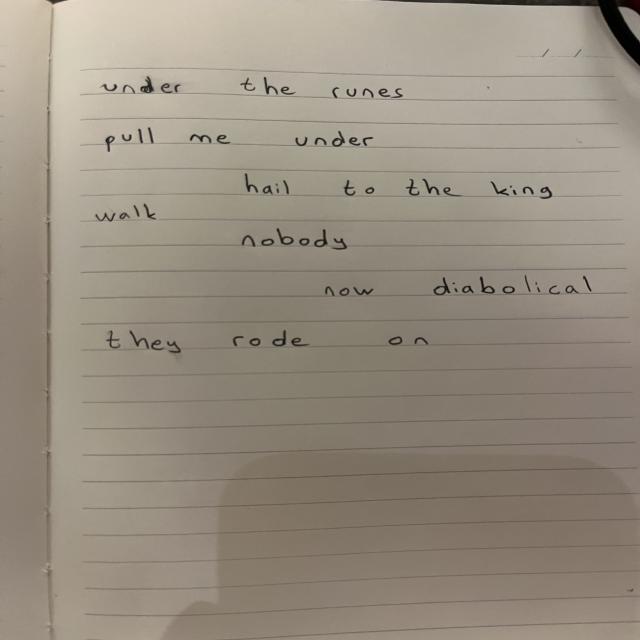 under the runes
pull me under
hail to the king
walk
nobody
now diabolical
they rode on